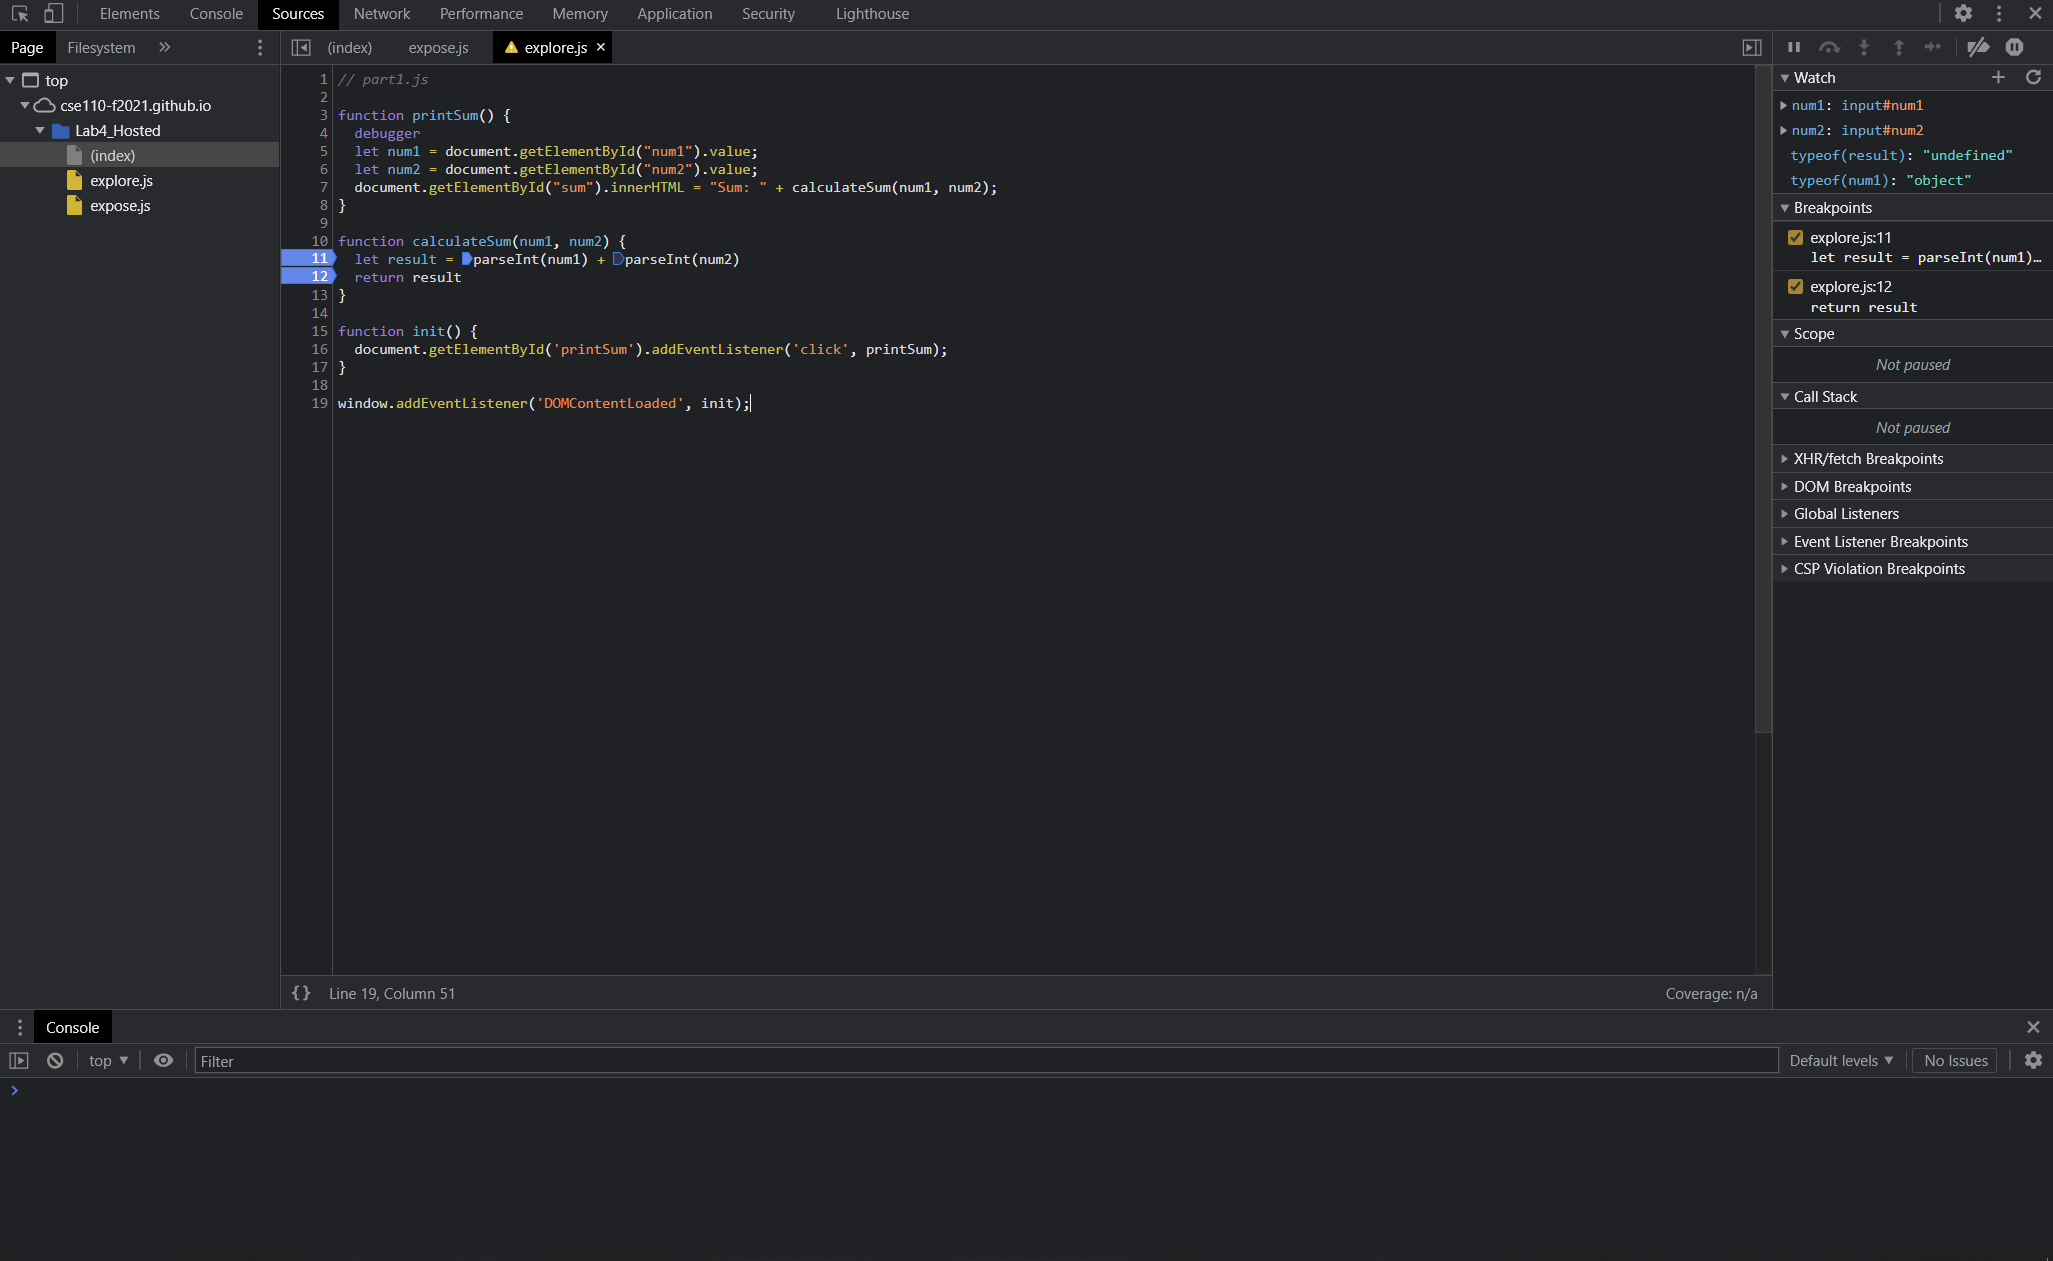 Elements Console Sources Network Performance Memory Application Security Lighthouse
Page Filesystem
(index) expose.js explore.js
top
cse110-f2021.github.io
Lab4_Hosted
(index)
explore.js
expose.js
1 // part1.js
2
3 function printSum() {
4 debugger
5 let num1 = document.getElementById("num1").value;
6 let num2 = document.getElementById("num2").value;
7 document.getElementById("sum").innerHTML = "Sum: " + calculateSum(num1, num2);
8 }
9
10 function calculateSum(num1, num2) {
11 let result = parseInt(num1) + parseInt(num2)
12 return result
13 }
14
15 function init() {
16 document.getElementById('printSum').addEventListener('click', printSum);
17 }
18
19 window.addEventListener('DOMContentLoaded', init);
{} Line 19, Column 51 Coverage: n/a
Watch
num1: input#num1
num2: input#num2
typeof(result): "undefined"
typeof(num1): "object"
Breakpoints
explore.js:11
let result = parseInt(num1)…
explore.js:12
return result
Scope
Not paused
Call Stack
Not paused
XHR/fetch Breakpoints
DOM Breakpoints
Global Listeners
Event Listener Breakpoints
CSP Violation Breakpoints
Console
top Filter Default levels No Issues